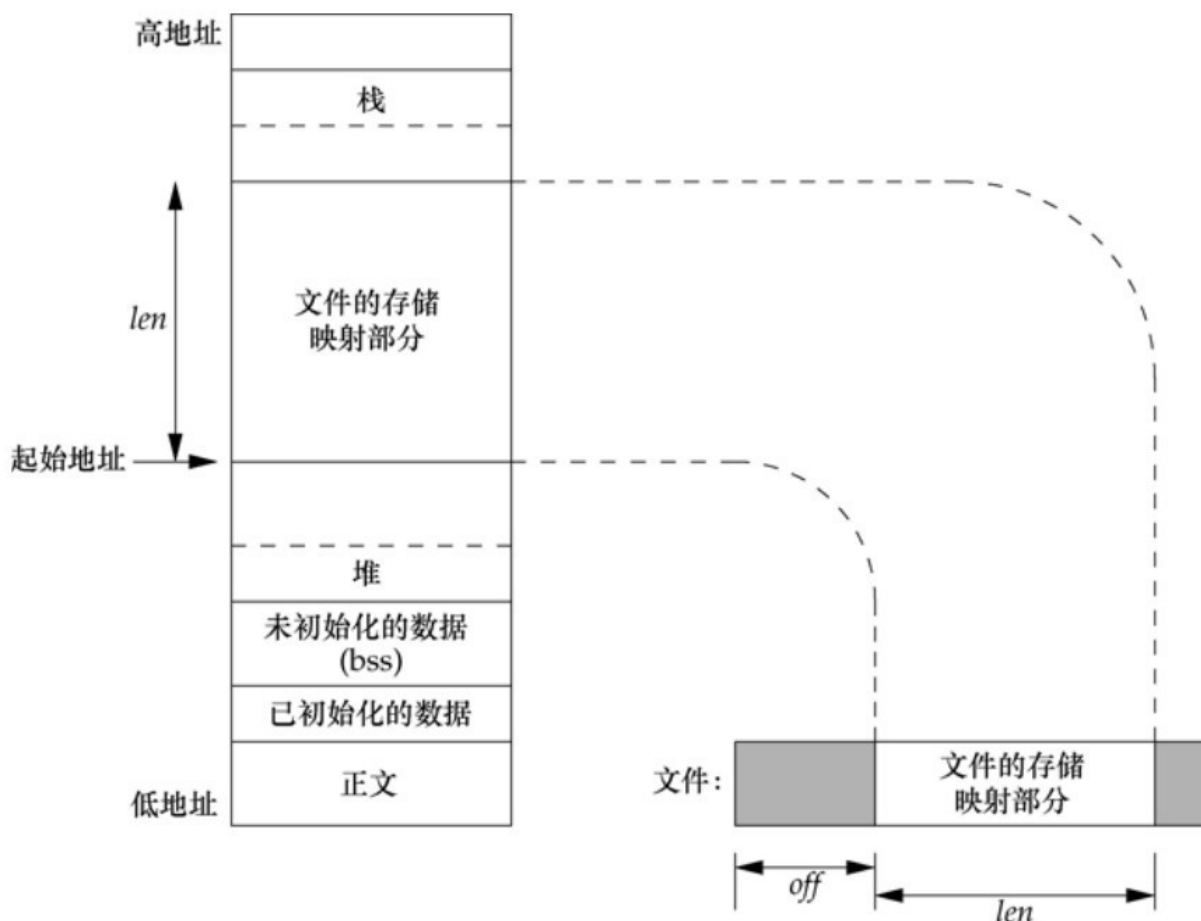 高地址
栈
len
文件的存储
映射部分
起始地址
堆
未初始化的数据
(bss)
已初始化的数据
正文
低地址
文件：
文件的存储
映射部分
off
len